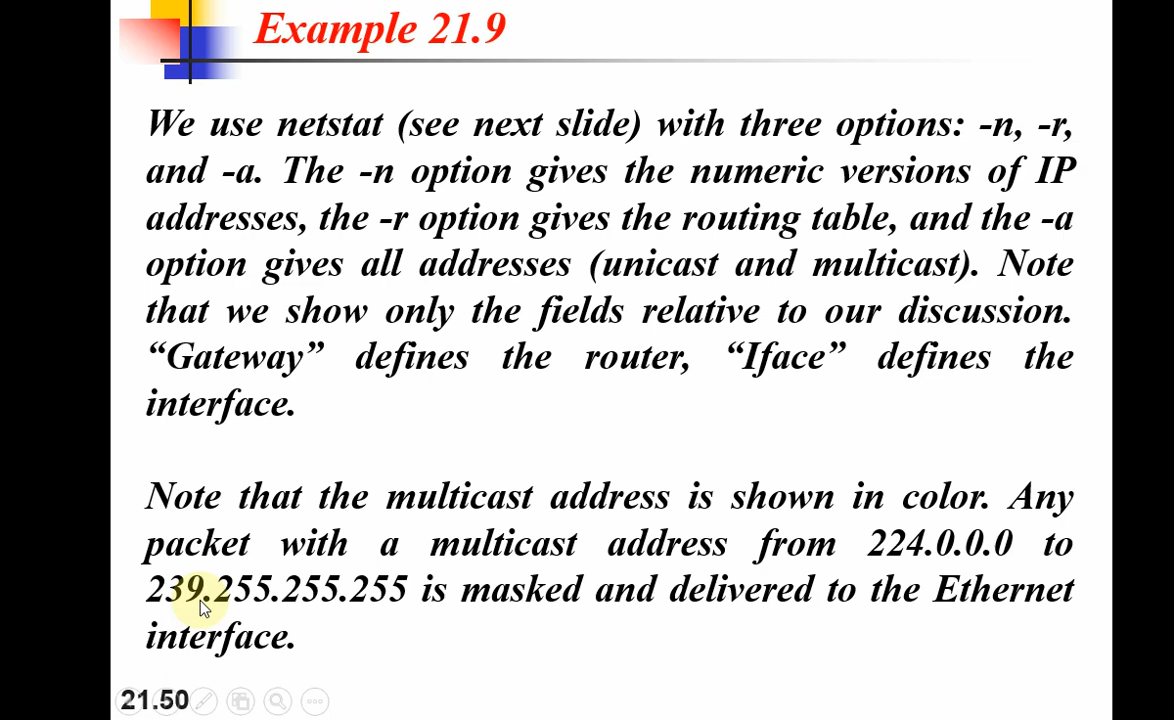 Example 21.9
We use netstat (see next slide) with three options: -n, -r,
and -a. The -n option gives the numeric versions of IP
addresses, the -r option gives the routing table, and the -a
option gives all addresses (unicast and multicast). Note
that we show only the fields relative to our discussion.
“Gateway” defines the router, “Iface” defines the
interface.
Note that the multicast address is shown in color. Any
packet with a multicast address from 224.0.0.0 to
239.255.255.255 is masked and delivered to the Ethernet
interface.
21.50